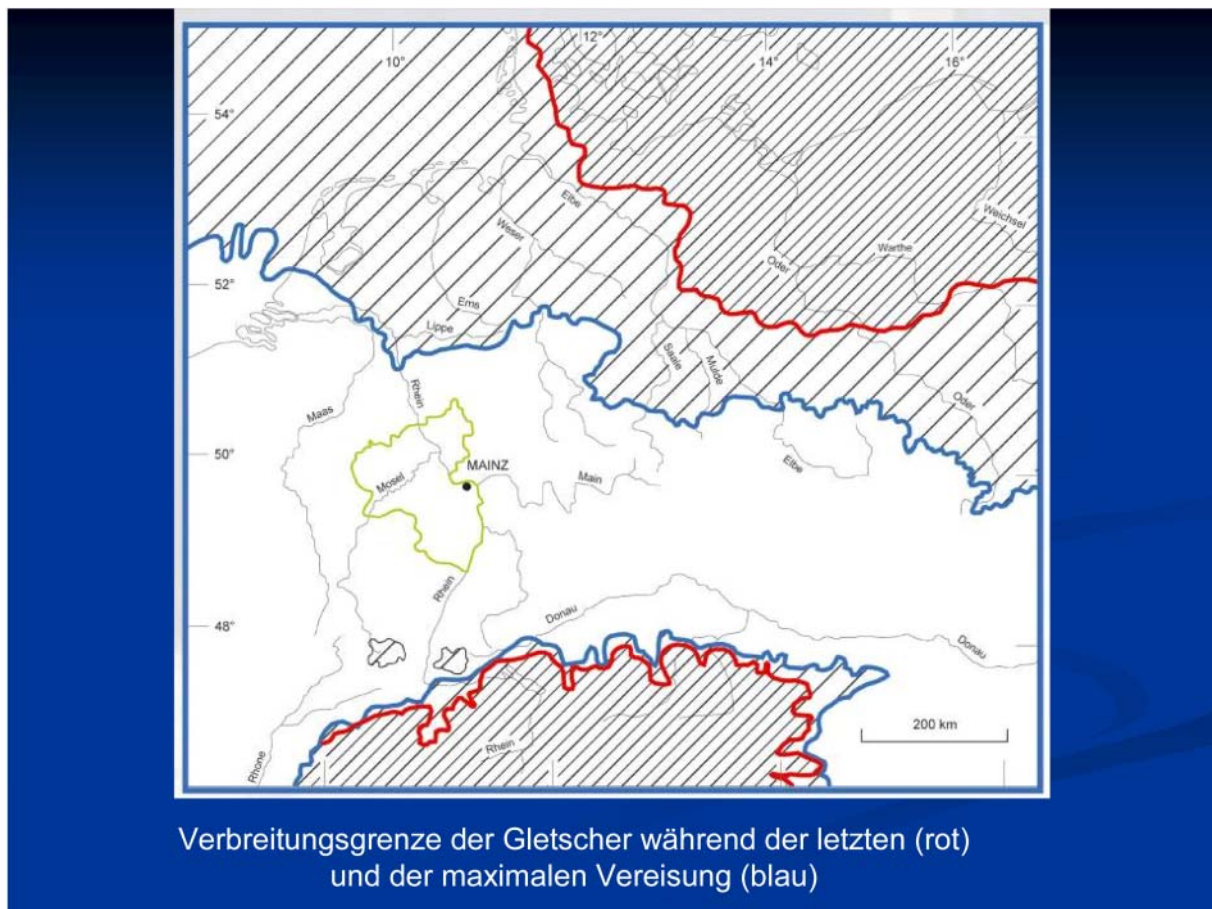 12°
10°
14°
16°
54°
Elbe
Weichsel
Weser
Warthe
Oder
52°
Ems
Lippe
Saale
Mulde
Rhein
Oder
Maas
50°
MAINZ
Elbe
Mosel
Main
Rhein
48°
Donau
Donau
200 km
Rhein
Rhone
Verbreitungsgrenze der Gletscher während der letzten (rot)
und der maximalen Vereisung (blau)